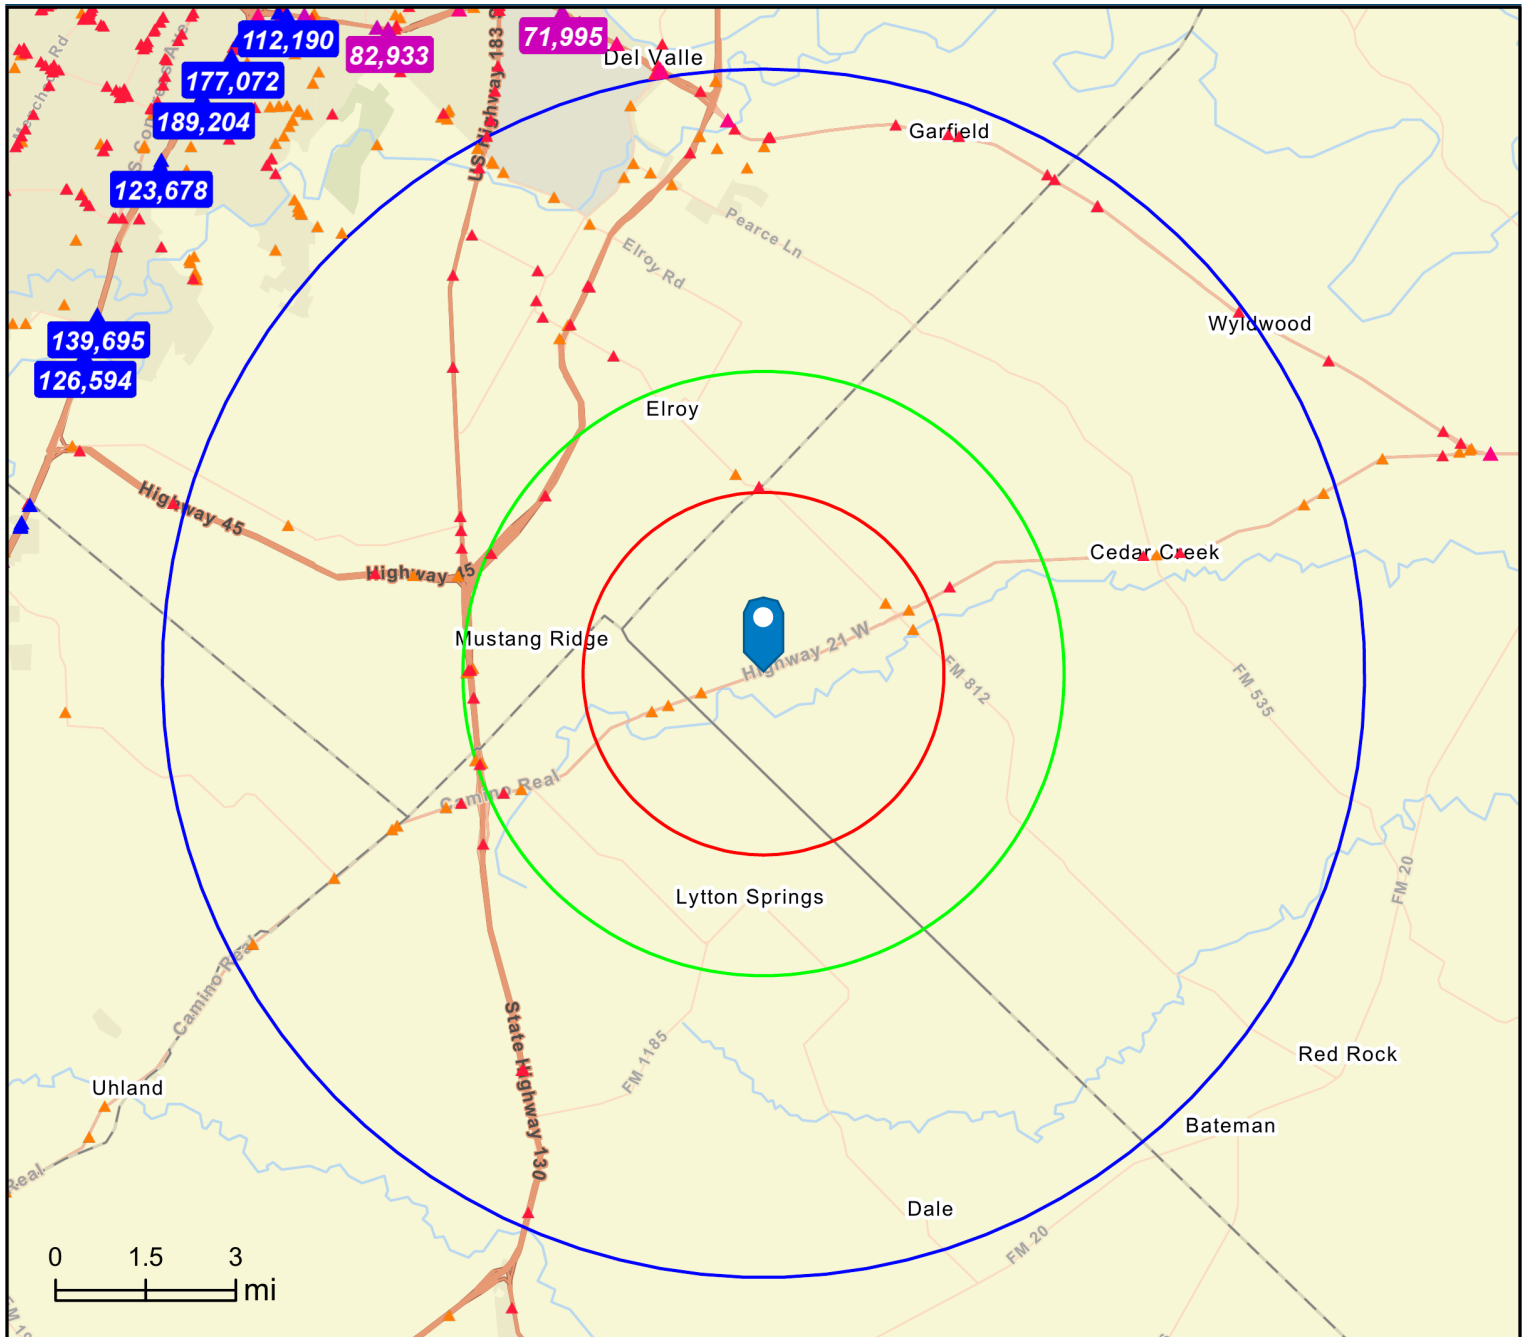 112,190
82,933
71,995
Del Valle
177,072
189,204
123,678
S Congress Ave
US Highway 183 S
Garfield
Pearce Ln
Elroy Rd
139,695
126,594
Wyldwood
Elroy
Highway 45
Highway 45
Cedar Creek
Mustang Ridge
Highway 21 W
FM 812
FM 535
Camino Real
Lytton Springs
FM 20
Camino Real
State Highway 130
FM 1185
Red Rock
Uhland
Bateman
Real
Dale
FM 20
0 1.5 3
mi